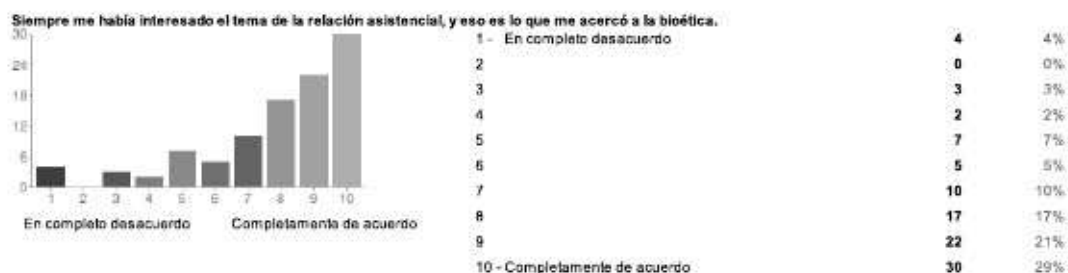 Siempre me había interesado el tema de la relación asistencial, y eso es lo que me acercó a la bioética.
30
24
18
12
6
0
1 2 3 4 5 6 7 8 9 10
En completo desacuerdo Completamente de acuerdo
1 - En completo desacuerdo 4 4%
2 0 0%
3 3 3%
4 2 2%
5 7 7%
6 5 5%
7 10 10%
8 17 17%
9 22 21%
10 - Completamente de acuerdo 30 29%